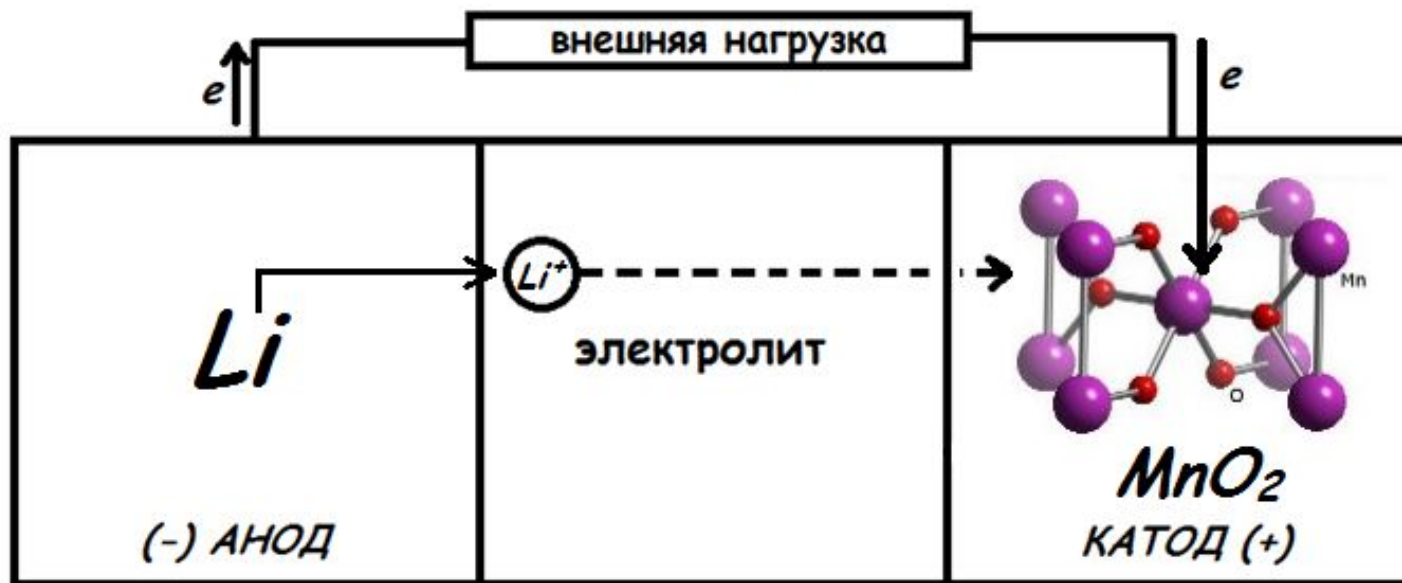 внешняя нагрузка
e
e
Li
Li⁺
электролит
Mn
O
MnO₂
(-) АНОД
КАТОД (+)